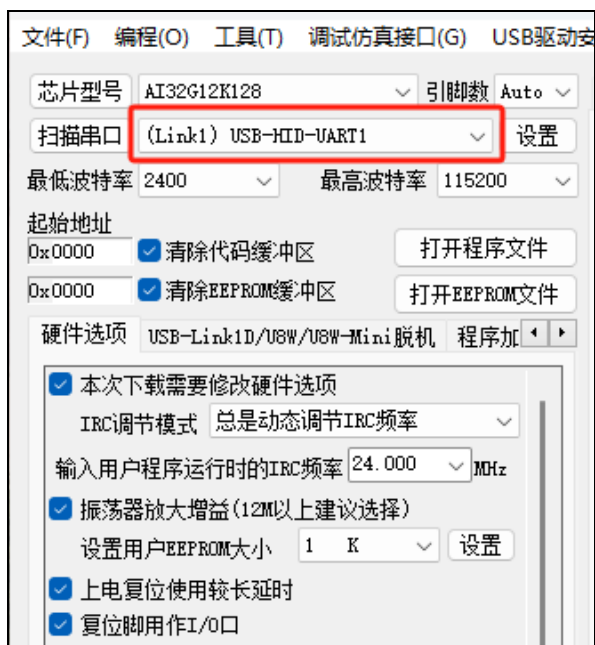 文件(F) 编程(O) 工具(T) 调试仿真接口(G) USB驱动安
芯片型号 AI32G12K128 引脚数 Auto
扫描串口 (Link1) USB-HID-UART1 设置
最低波特率 2400 最高波特率 115200
起始地址
0x0000 清除代码缓冲区 打开程序文件
0x0000 清除EEPROM缓冲区 打开EEPROM文件
硬件选项 USB-Link1D/U8W/U8W-Mini脱机 程序加
本次下载需要修改硬件选项
IRC调节模式 总是动态调节IRC频率
输入用户程序运行时的IRC频率 24.000 MHz
振荡器放大增益(12M以上建议选择)
设置用户EEPROM大小 1 K 设置
上电复位使用较长延时
复位脚用作I/O口